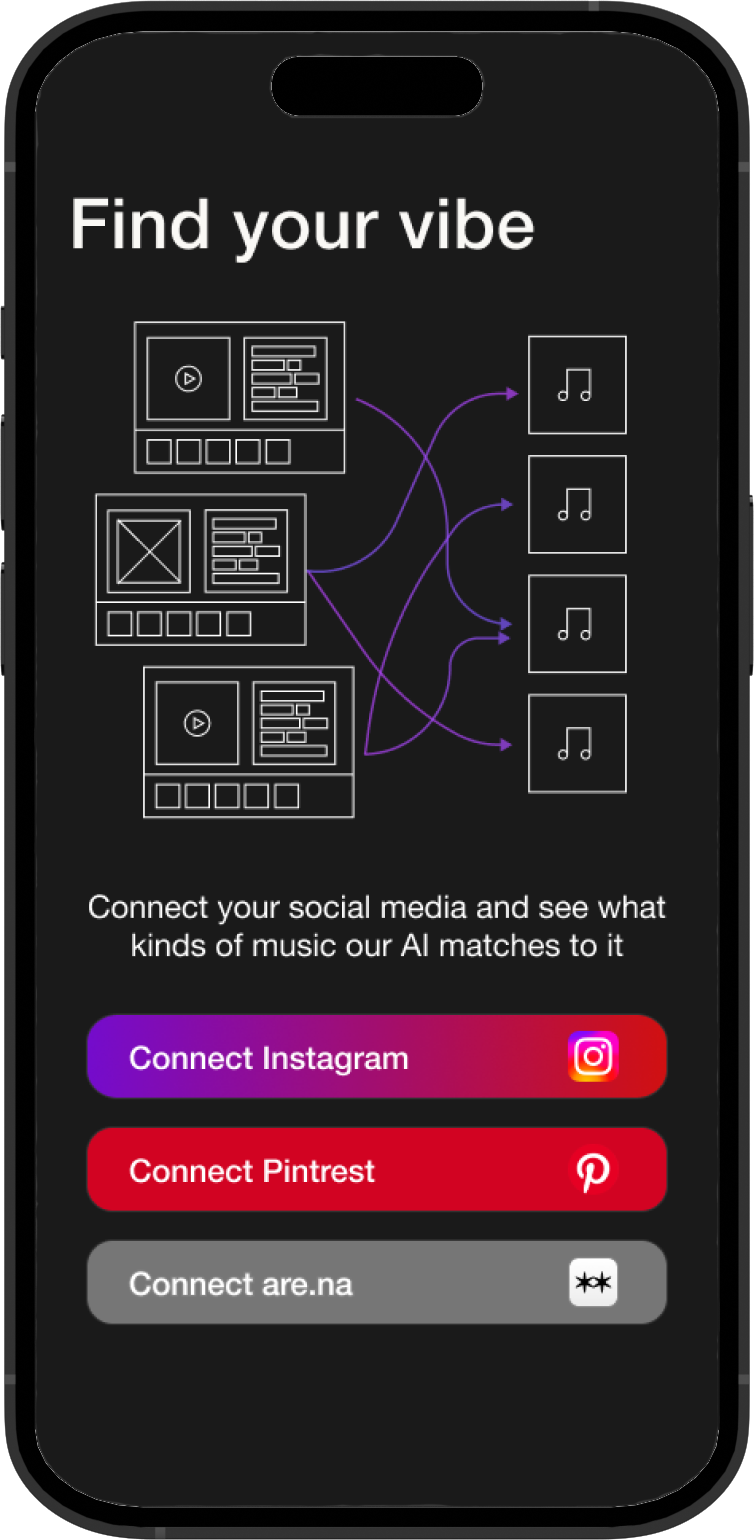 Find your vibe
Connect your social media and see what
kinds of music our AI matches to it
Connect Instagram
Connect Pintrest
Connect are.na